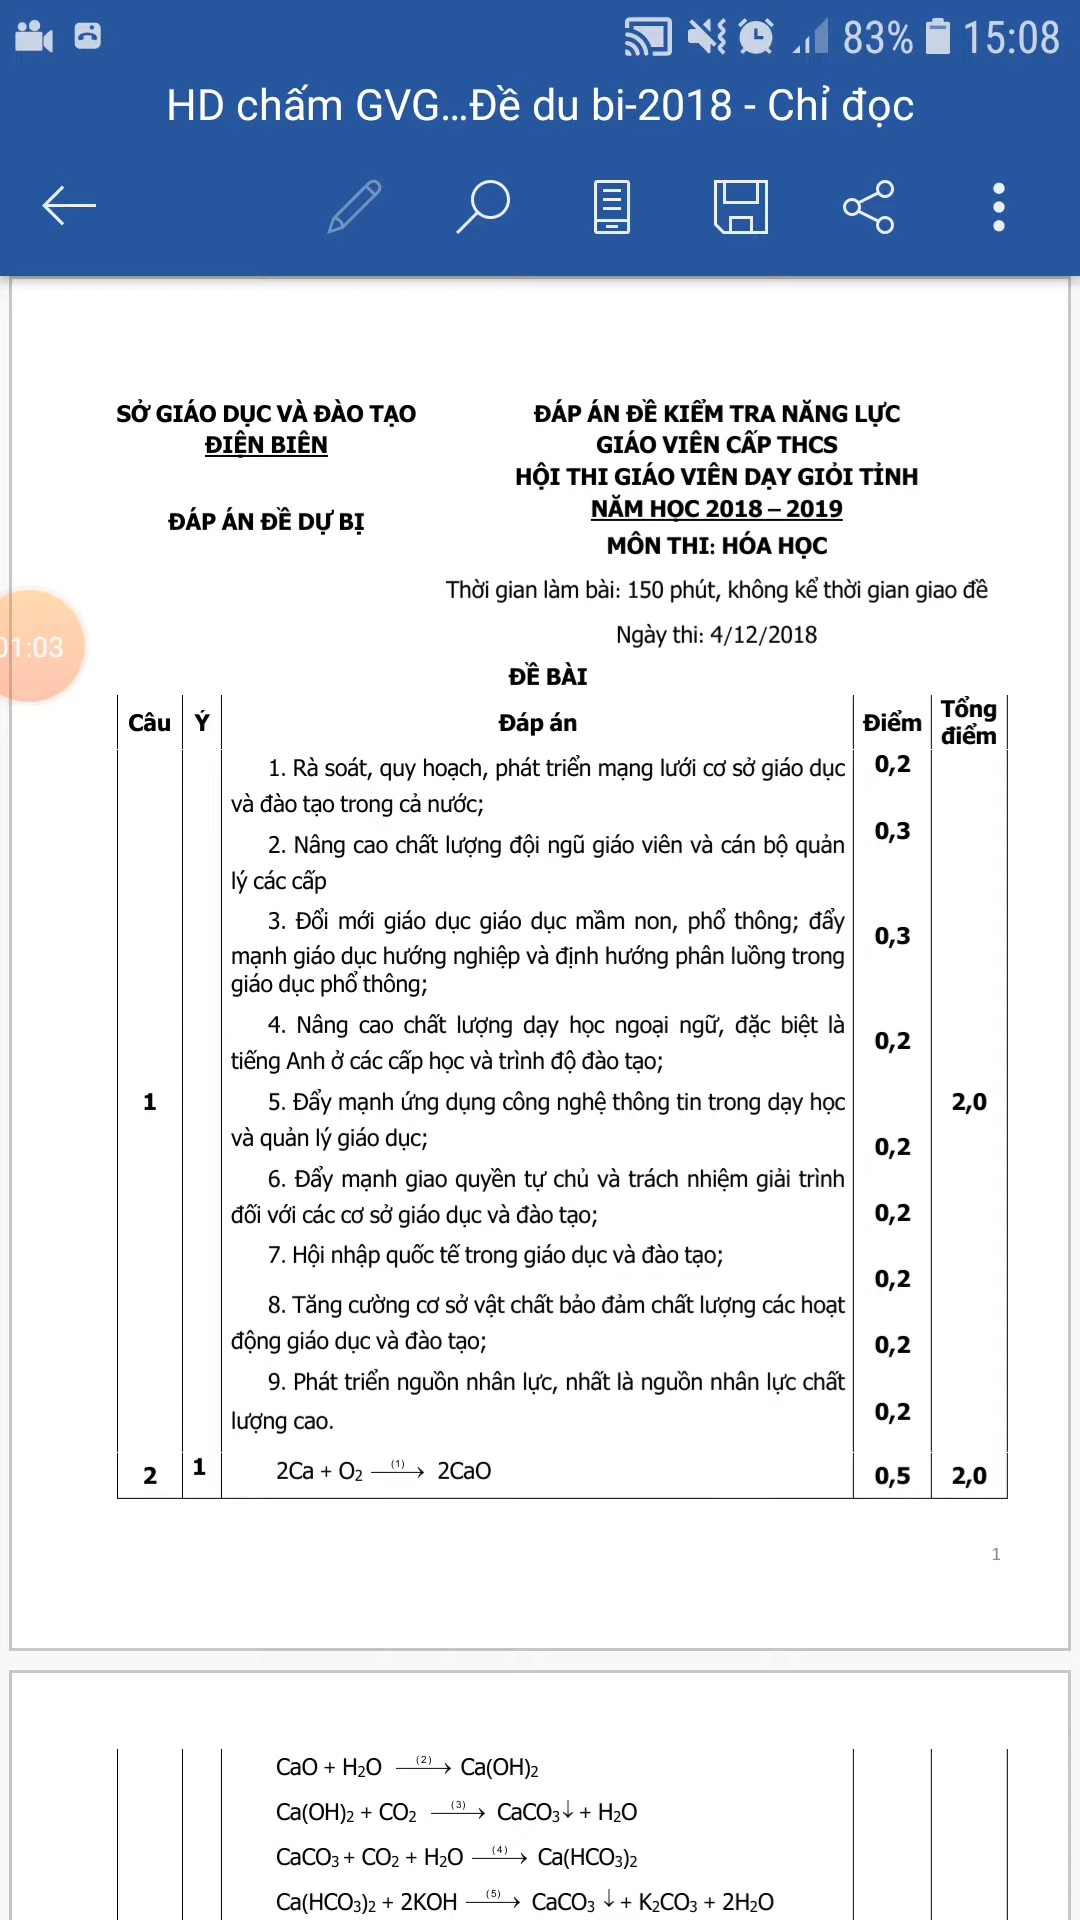 83% 15:08
HD chấm GVG...Đề du bi-2018 - Chỉ đọc
SỞ GIÁO DỤC VÀ ĐÀO TẠO
ĐIỆN BIÊN
ĐÁP ÁN ĐỀ DỰ BỊ
ĐÁP ÁN ĐỀ KIỂM TRA NĂNG LỰC
GIÁO VIÊN CẤP THCS
HỘI THI GIÁO VIÊN DẠY GIỎI TỈNH
NĂM HỌC 2018 – 2019
MÔN THI: HÓA HỌC
Thời gian làm bài: 150 phút, không kể thời gian giao đề
Ngày thi: 4/12/2018
01:03
ĐỀ BÀI
Câu Ý Đáp án Điểm Tổng điểm
1. Rà soát, quy hoạch, phát triển mạng lưới cơ sở giáo dục 0,2
và đào tạo trong cả nước;
2. Nâng cao chất lượng đội ngũ giáo viên và cán bộ quản 0,3
lý các cấp
3. Đổi mới giáo dục giáo dục mầm non, phổ thông; đẩy 0,3
mạnh giáo dục hướng nghiệp và định hướng phân luồng trong
giáo dục phổ thông;
4. Nâng cao chất lượng dạy học ngoại ngữ, đặc biệt là 0,2
tiếng Anh ở các cấp học và trình độ đào tạo;
1 5. Đẩy mạnh ứng dụng công nghệ thông tin trong dạy học 2,0
và quản lý giáo dục; 0,2
6. Đẩy mạnh giao quyền tự chủ và trách nhiệm giải trình
đối với các cơ sở giáo dục và đào tạo; 0,2
7. Hội nhập quốc tế trong giáo dục và đào tạo; 0,2
8. Tăng cường cơ sở vật chất bảo đảm chất lượng các hoạt
động giáo dục và đào tạo; 0,2
9. Phát triển nguồn nhân lực, nhất là nguồn nhân lực chất
lượng cao. 0,2
2 1 2Ca + O₂ —(1)→ 2CaO 0,5 2,0
1
CaO + H₂O —(2)→ Ca(OH)₂
Ca(OH)₂ + CO₂ —(3)→ CaCO₃↓ + H₂O
CaCO₃ + CO₂ + H₂O —(4)→ Ca(HCO₃)₂
Ca(HCO₃)₂ + 2KOH —(5)→ CaCO₃ ↓ + K₂CO₃ + 2H₂O